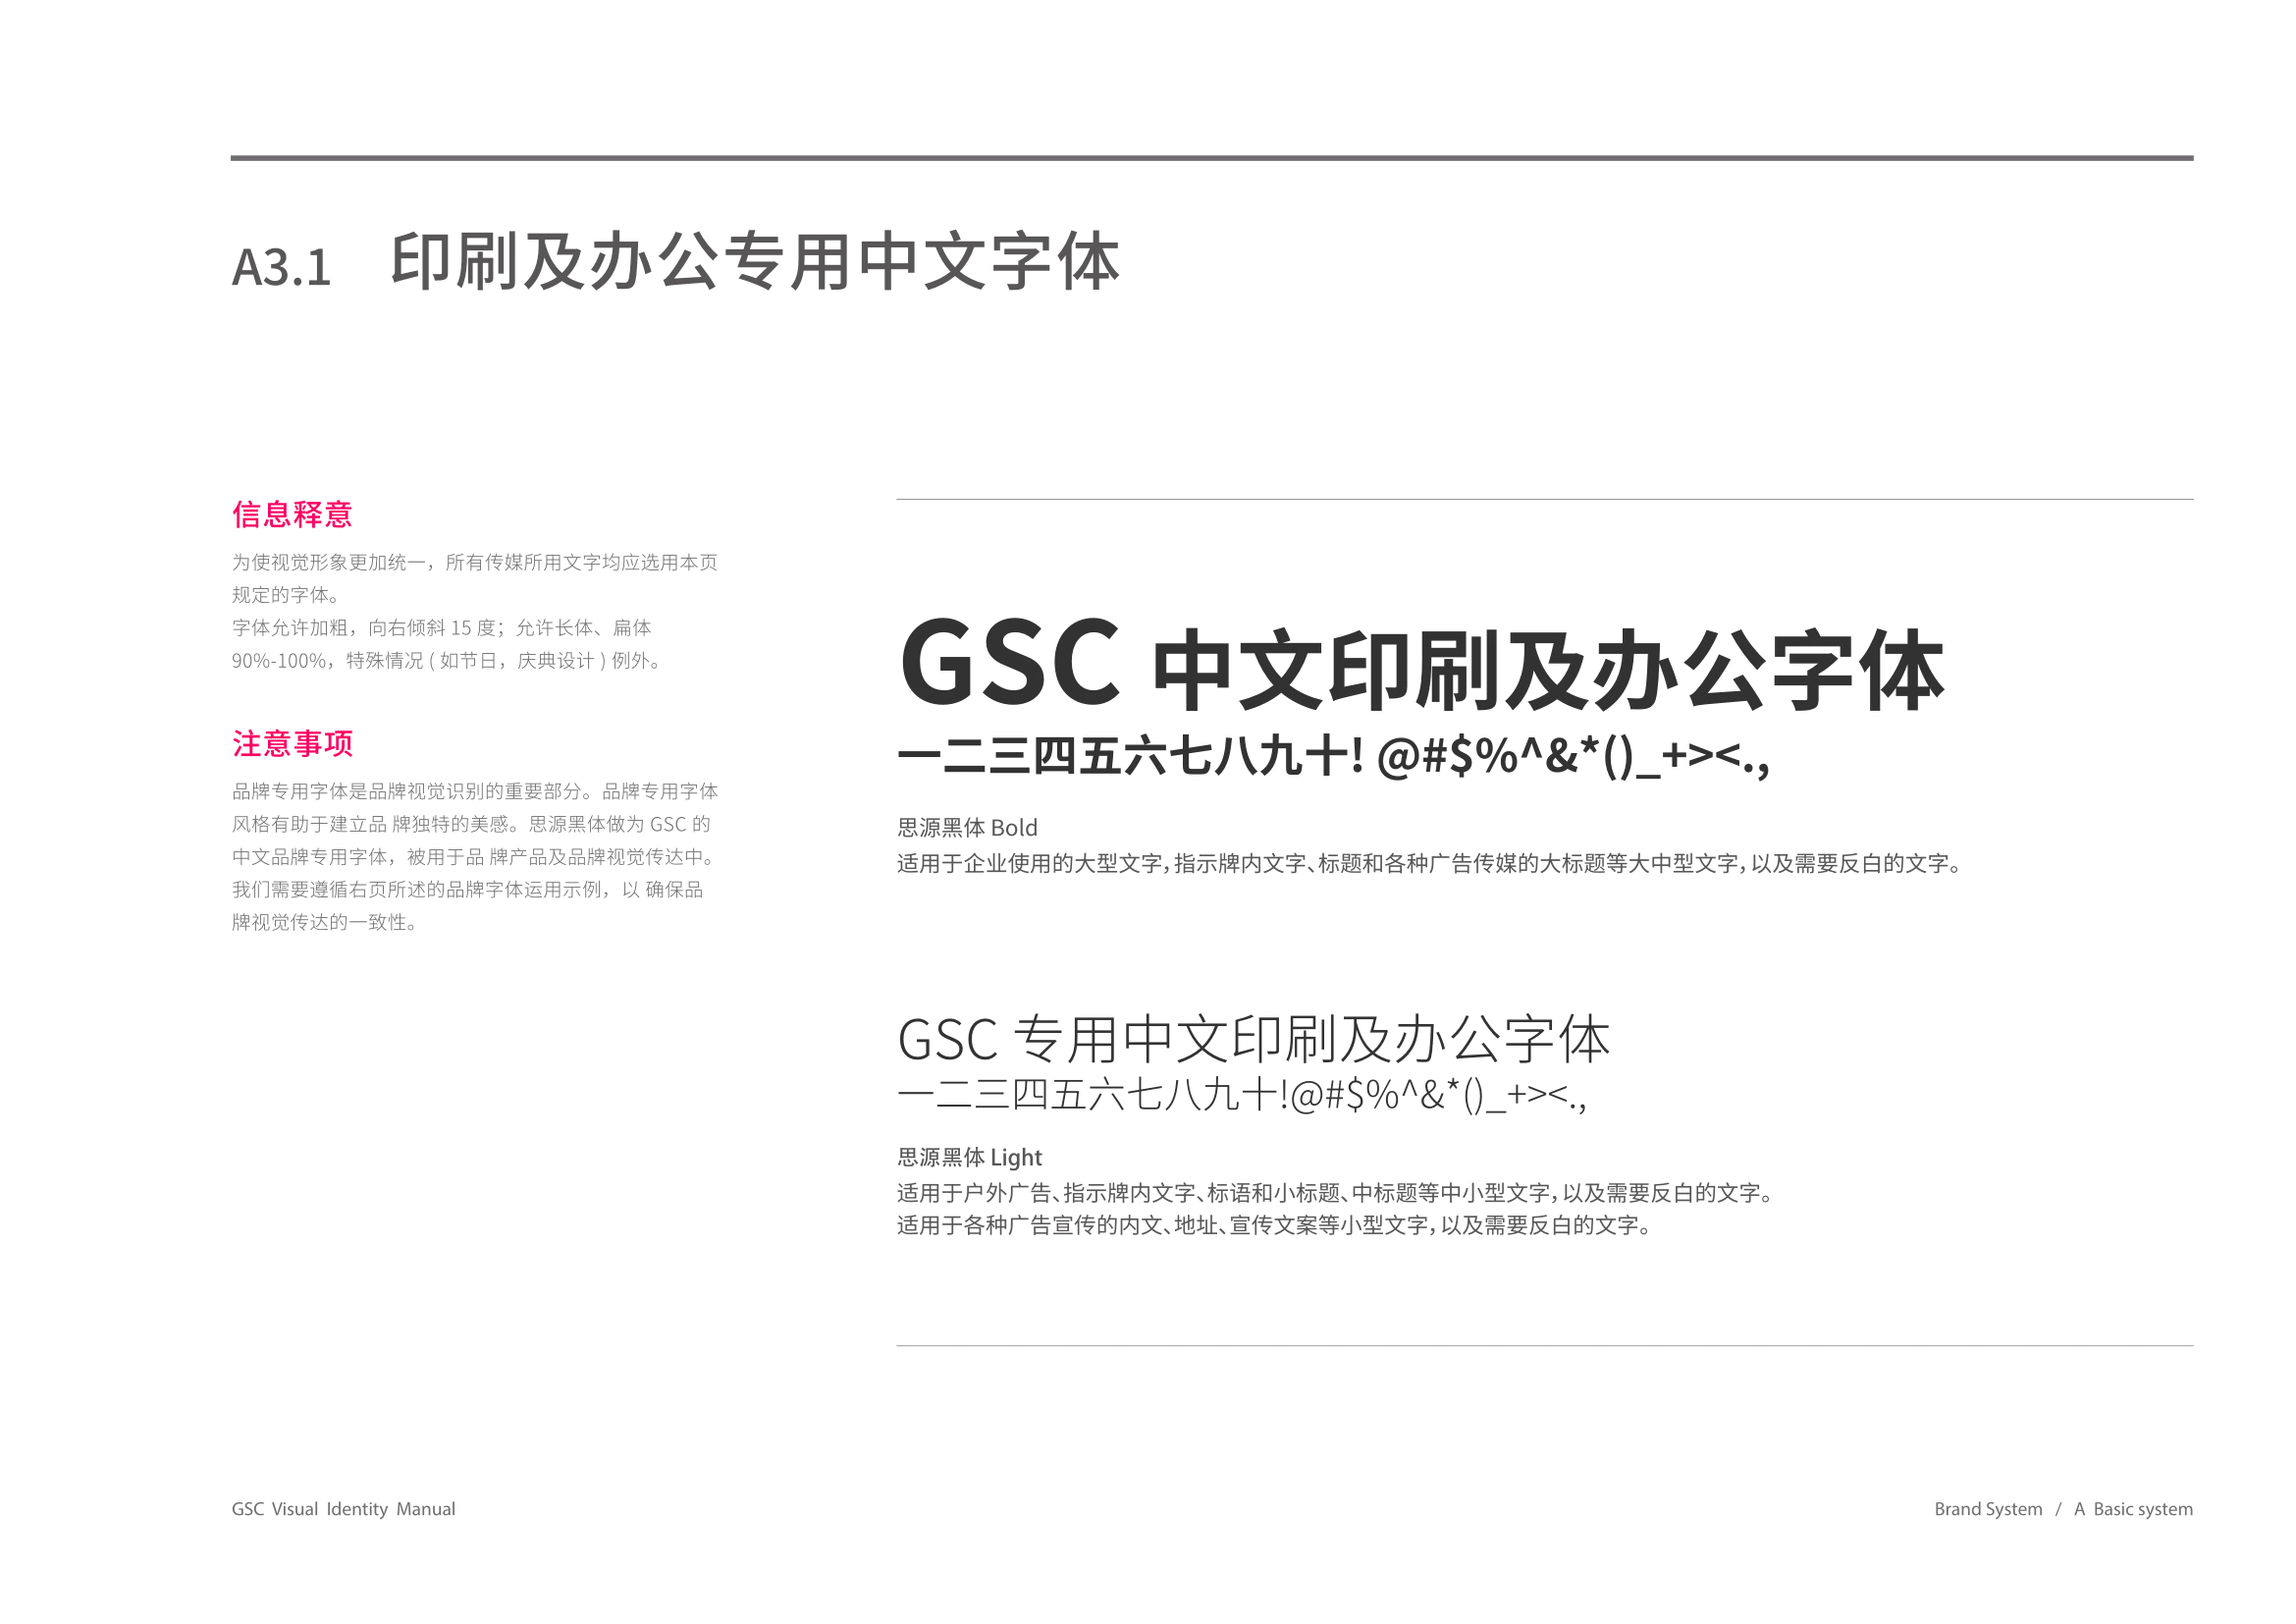 A3.1 印刷及办公专用中文字体
信息释意
为使视觉形象更加统一，所有传媒所用文字均应选用本页
规定的字体。
字体允许加粗，向右倾斜 15 度；允许长体、扁体
90%-100%，特殊情况 ( 如节日，庆典设计 ) 例外。
注意事项
品牌专用字体是品牌视觉识别的重要部分。品牌专用字体
风格有助于建立品 牌独特的美感。思源黑体做为 GSC 的
中文品牌专用字体，被用于品 牌产品及品牌视觉传达中。
我们需要遵循右页所述的品牌字体运用示例，以 确保品
牌视觉传达的一致性。
GSC 中文印刷及办公字体
一二三四五六七八九十! @#$%^&*()_+><.,
思源黑体 Bold
适用于企业使用的大型文字，指示牌内文字、标题和各种广告传媒的大标题等大中型文字，以及需要反白的文字。
GSC 专用中文印刷及办公字体
一二三四五六七八九十!@#$%^&*()_+><.,
思源黑体 Light
适用于户外广告、指示牌内文字、标语和小标题、中标题等中小型文字，以及需要反白的文字。
适用于各种广告宣传的内文、地址、宣传文案等小型文字，以及需要反白的文字。
GSC Visual Identity Manual
Brand System / A Basic system